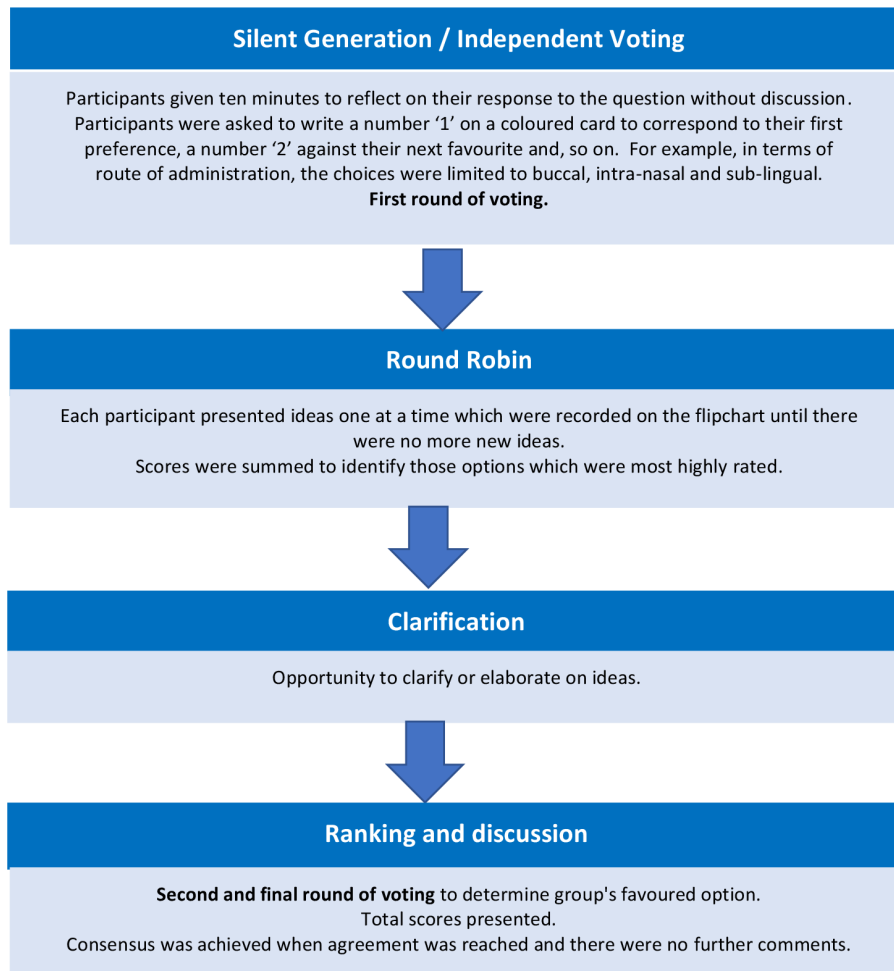 Silent Generation / Independent Voting
Participants given ten minutes to reflect on their response to the question without discussion.
Participants were asked to write a number ‘1’ on a coloured card to correspond to their first
preference, a number ‘2’ against their next favourite and, so on.  For example, in terms of
route of administration, the choices were limited to buccal, intra-nasal and sub-lingual.
First round of voting.
Round Robin
Each participant presented ideas one at a time which were recorded on the flipchart until there
were no more new ideas.
Scores were summed to identify those options which were most highly rated.
Clarification
Opportunity to clarify or elaborate on ideas.
Ranking and discussion
Second and final round of voting to determine group's favoured option.
Total scores presented.
Consensus was achieved when agreement was reached and there were no further comments.